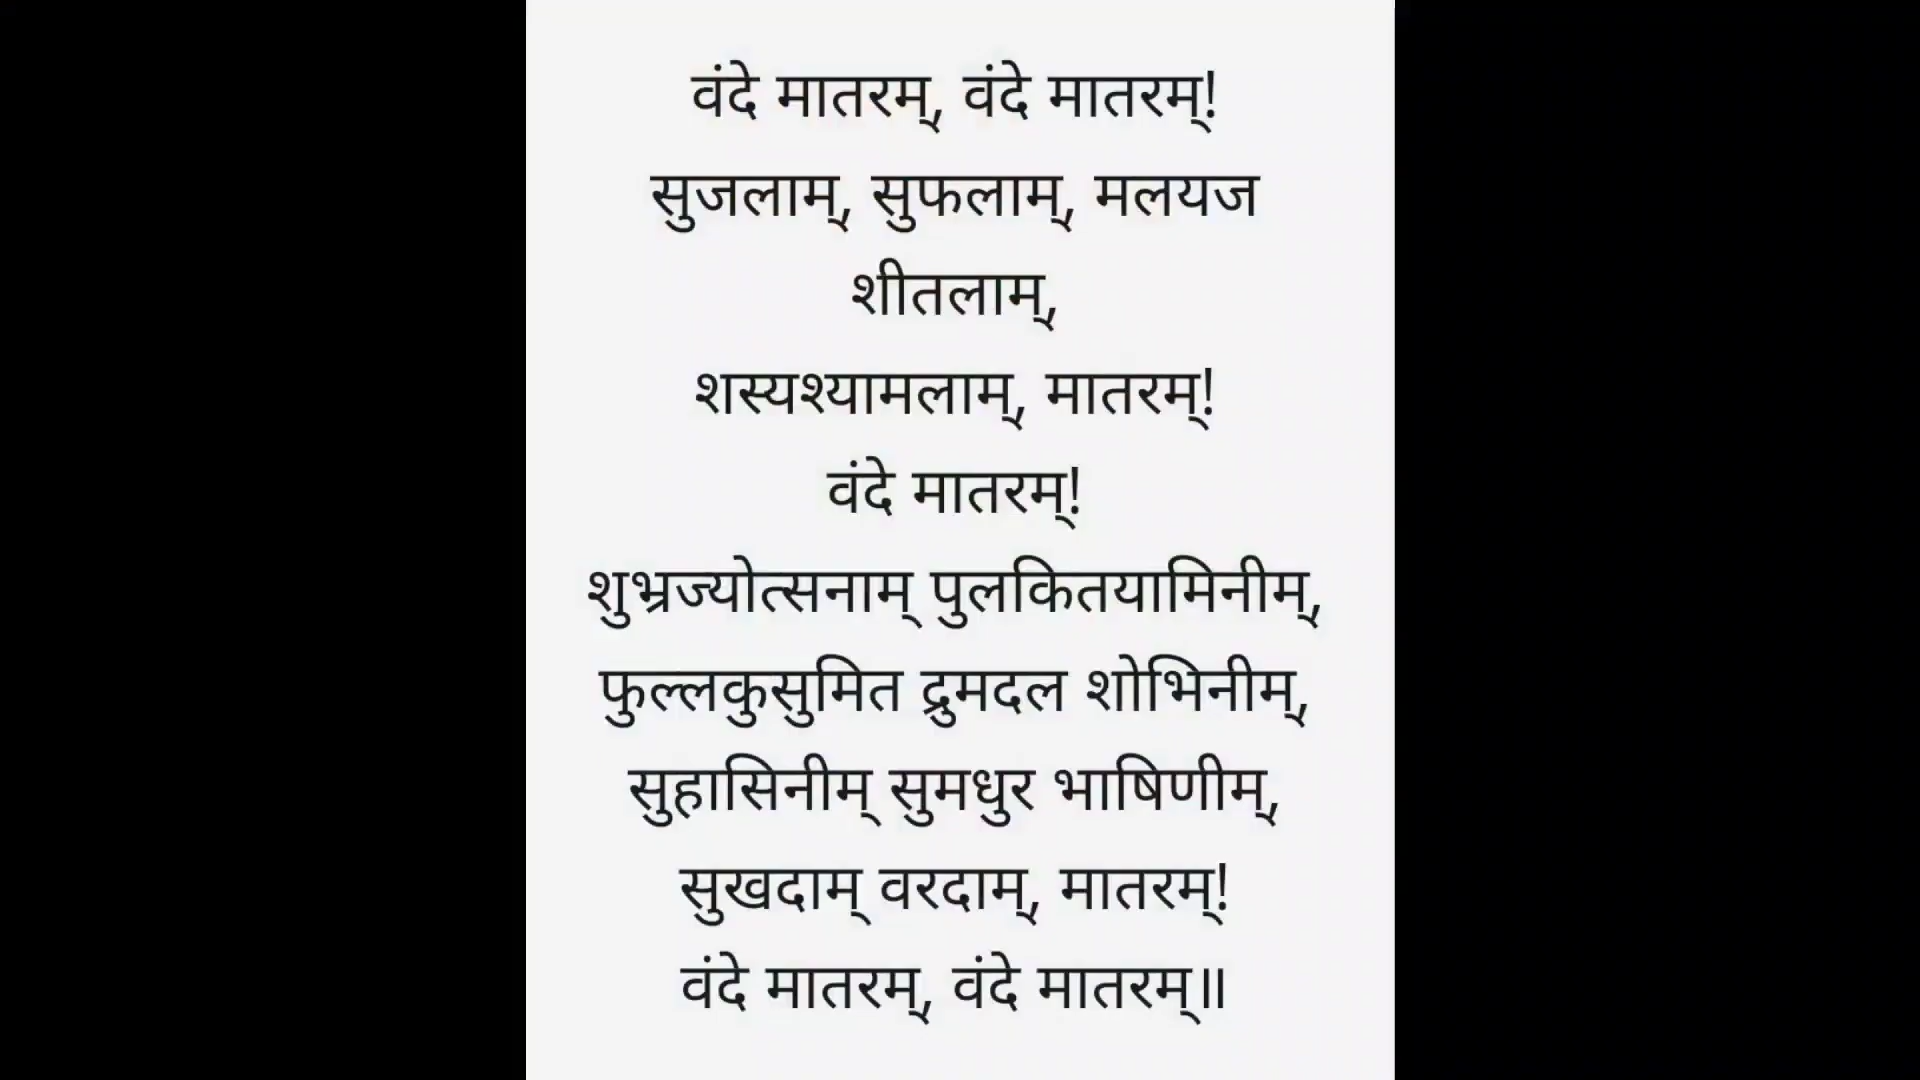 वंदे मातरम्, वंदे मातरम्!
सुजलाम्, सुफलाम्, मलयज
शीतलाम्,
शस्यश्यामलाम्, मातरम्!
वंदे मातरम्!
शुभ्रज्योत्सनाम् पुलकितयामिनीम्,
फुल्लकुसुमित द्रुमदल शोभिनीम्,
सुहासिनीम् सुमधुर भाषिणीम्,
सुखदाम् वरदाम्, मातरम्!
वंदे मातरम्, वंदे मातरम्॥